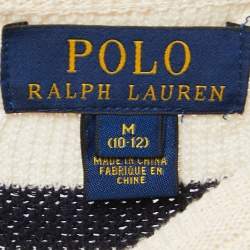 POLO
RALPH LAUREN
M
(10-12)
MADE IN CHINA
FABRIQUE EN
CHINE